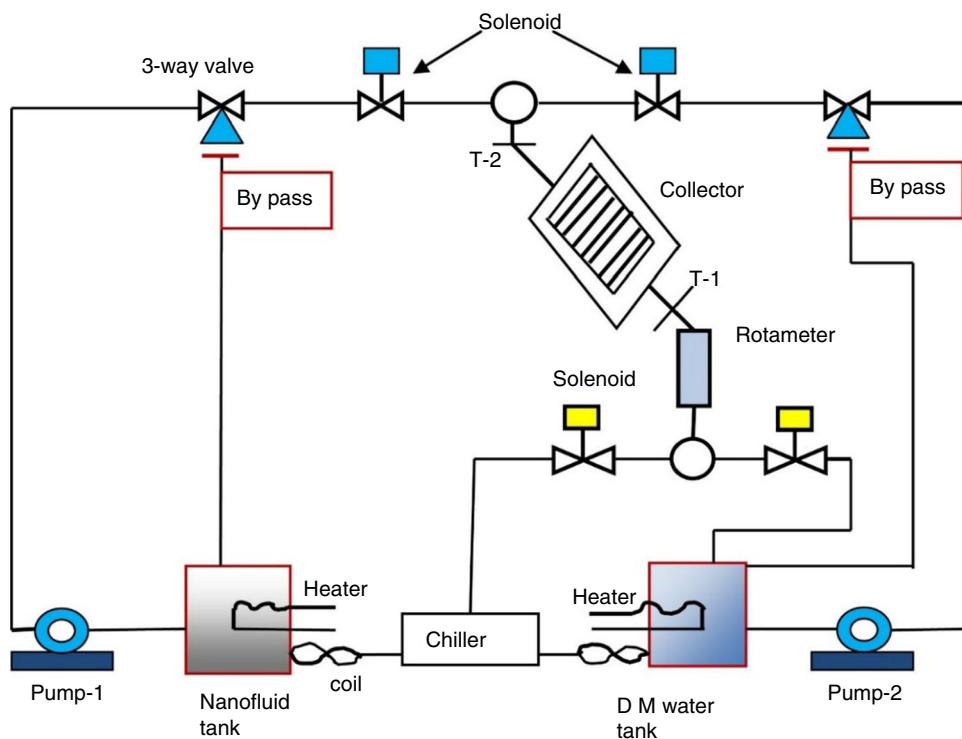 Solenoid
3-way valve
T-2
Collector
By pass
By pass
T-1
Rotameter
Solenoid
Heater
Heater
Chiller
coil
Pump-1
Nanofluid
tank
D M water
tank
Pump-2